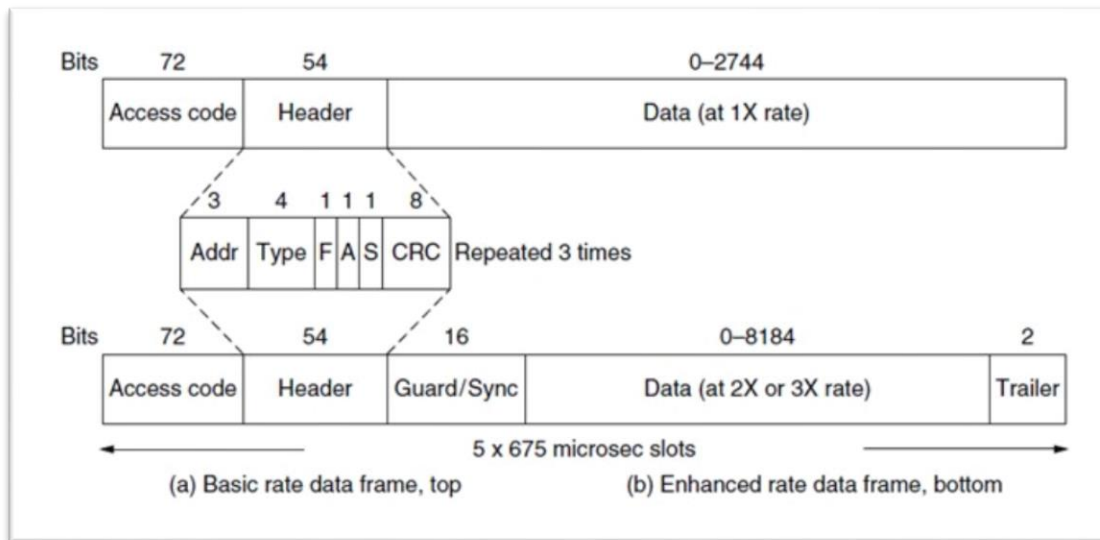 Bits 72 54 0–2744
Access code Header Data (at 1X rate)
3 4 1 1 1 8
Addr Type F A S CRC Repeated 3 times
Bits 72 54 16 0–8184 2
Access code Header Guard/Sync Data (at 2X or 3X rate) Trailer
5 x 675 microsec slots
(a) Basic rate data frame, top (b) Enhanced rate data frame, bottom